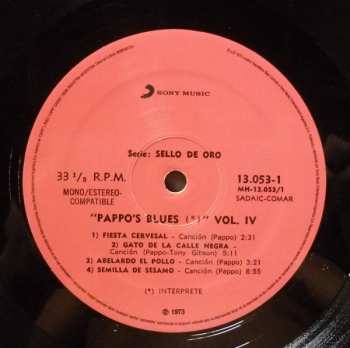 SONY MUSIC
Serie: SELLO DE ORO
33 ⅓ R.P.M.
13.053-1
MH-13.053/1
SADAIC-COMAR
MONO/ESTEREO-
COMPATIBLE
"PAPPO'S BLUES (*)" VOL. IV
1) FIESTA CERVESAL - Canción (Pappo) 2:21
2) GATO DE LA CALLE NEGRA -
Canción (Pappo-Tony Gitson) 5:11
3) ABELARDO EL POLLO - Canción (Pappo) 3:21
4) SEMILLA DE SESAMO - Canción (Pappo) 8:55
(*) INTERPRETE
℗ 1973